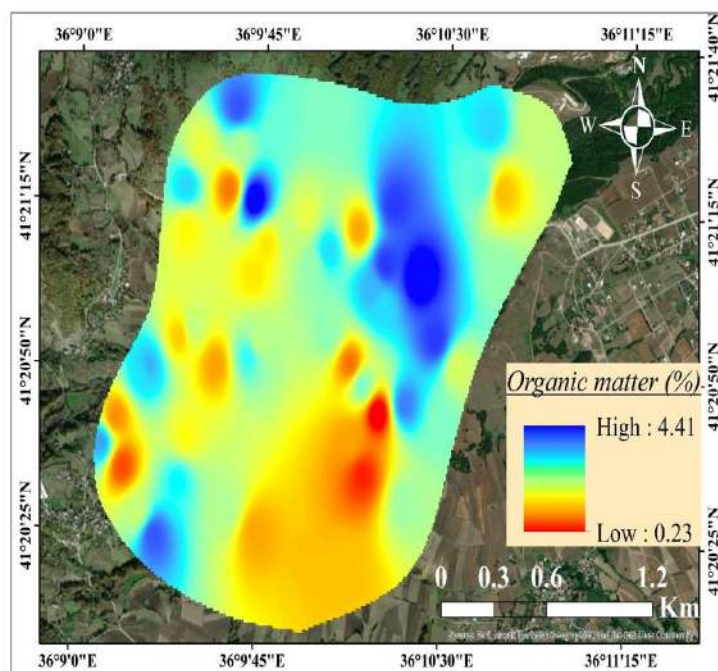 36°9'0"E 36°9'45"E 36°10'30"E 36°11'15"E
41°21'40"N
N
W E
S
41°21'15"N
41°21'15"N
41°20'50"N
41°20'50"N
Organic matter (%)
High : 4.41
Low : 0.23
41°20'25"N
41°20'25"N
0 0.3 0.6 1.2
Km
36°9'0"E 36°9'45"E 36°10'30"E 36°11'15"E